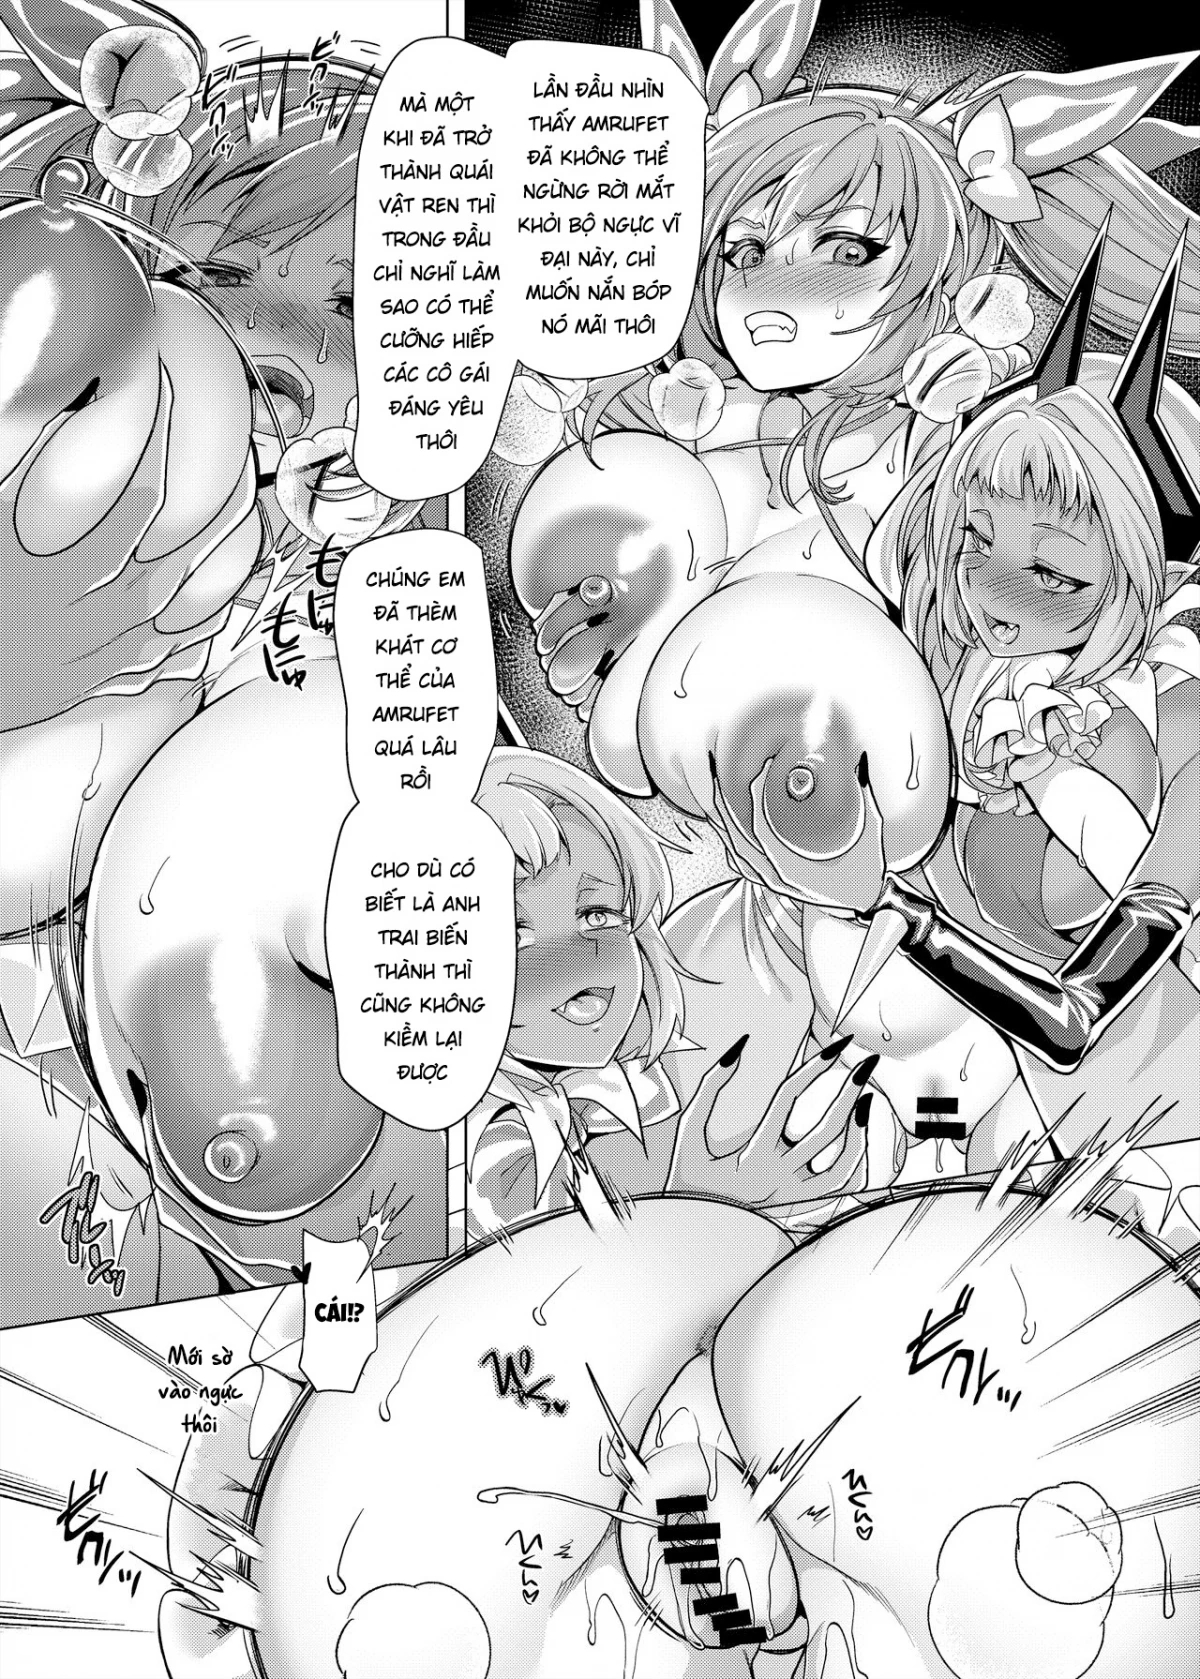 LẦN ĐẦU NHÌN
THẤY AMRUFET
ĐÃ KHÔNG THỂ
NGỪNG RỜI MẮT
KHỎI BỘ NGỰC VĨ
ĐẠI NÀY, CHỈ
MUỐN NẮN BÓP
NÓ MÃI THÔI
MÀ MỘT
KHI ĐÃ TRỞ
THÀNH QUÁI
VẬT REN THÌ
TRONG ĐẦU
CHỈ NGHĨ LÀM
SAO CÓ THỂ
CƯỠNG HIẾP
CÁC CÔ GÁI
ĐÁNG YÊU
THÔI
CHÚNG EM
ĐÃ THÈM
KHÁT CƠ
THỂ CỦA
AMRUFET
QUÁ LÂU
RỒI
CHO DÙ CÓ
BIẾT LÀ ANH
TRAI BIẾN
THÀNH THÌ
CŨNG KHÔNG
KIỀM LẠI
ĐƯỢC
CÁI!?
Mới sờ
vào ngực
thôi